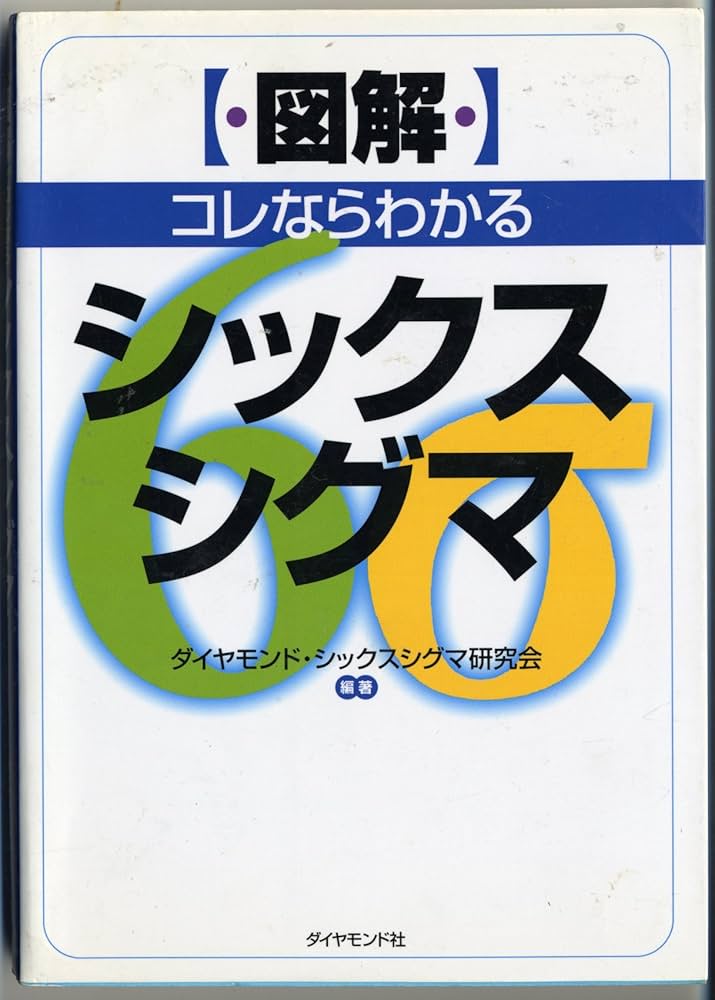 【・図解・】
コレならわかる
シックス
シグマ
6σ
ダイヤモンド・シックスシグマ研究会
編著
ダイヤモンド社